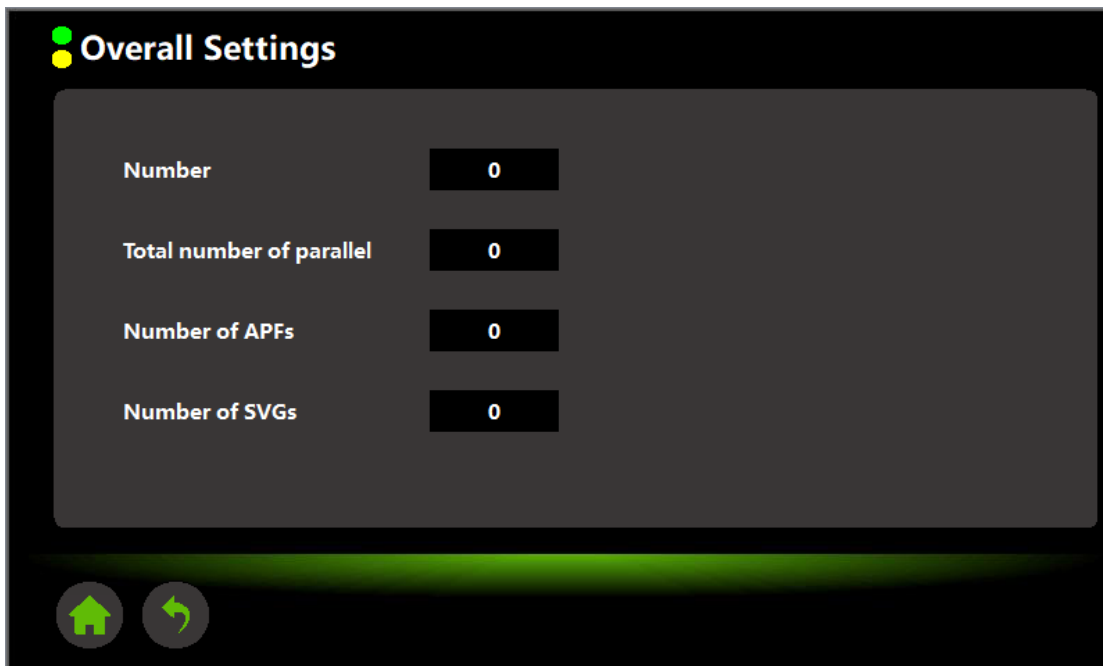 Overall Settings
Number 0
Total number of parallel 0
Number of APFs 0
Number of SVGs 0